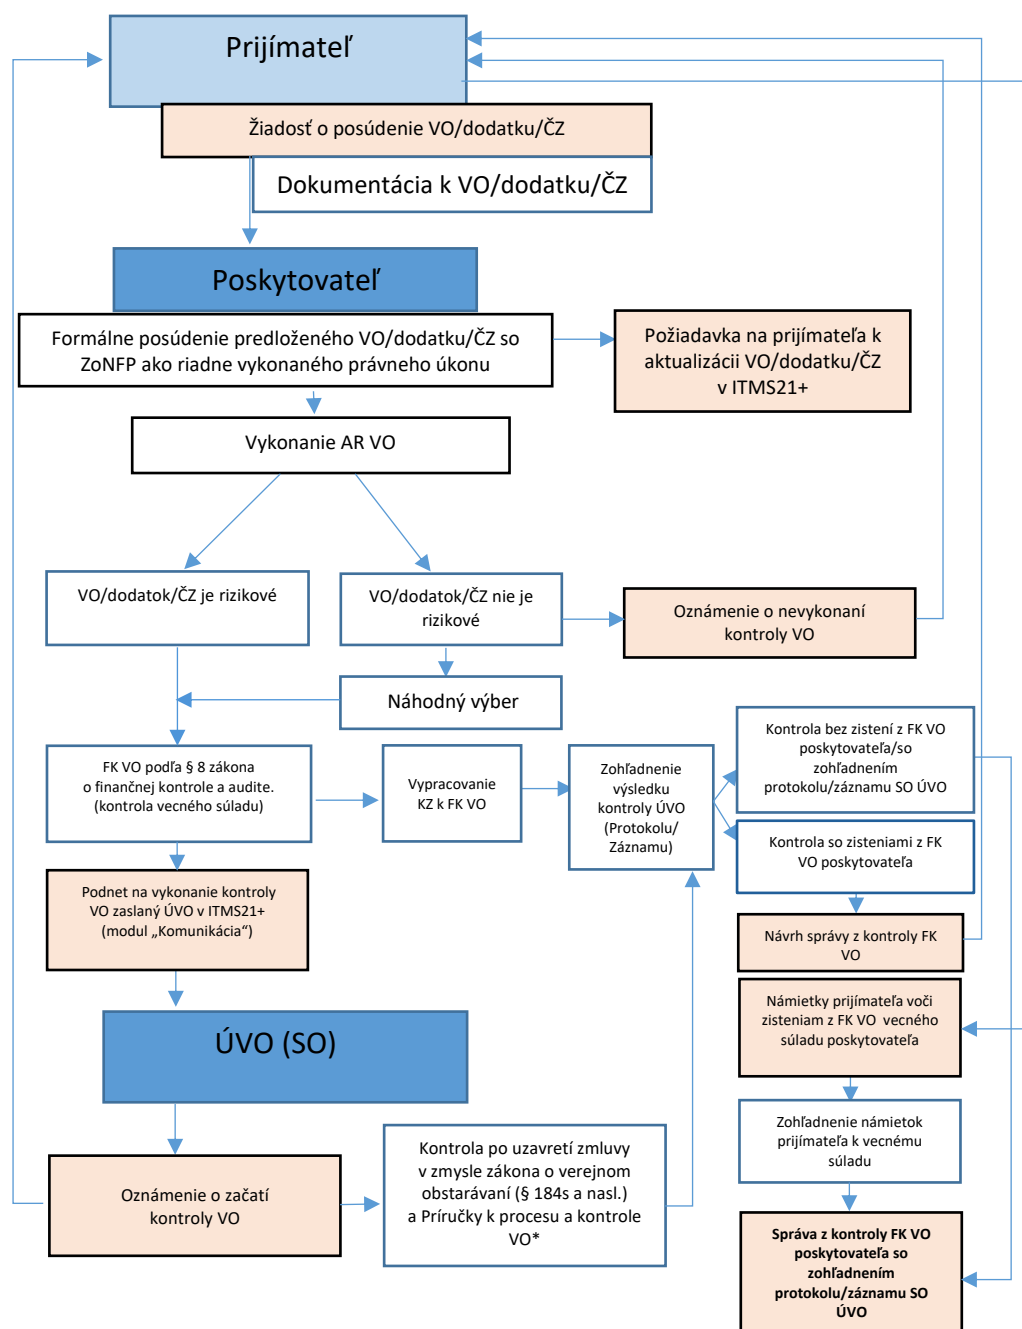 Prijímateľ
Žiadosť o posúdenie VO/dodatku/ČZ
Dokumentácia k VO/dodatku/ČZ
Poskytovateľ
Formálne posúdenie predloženého VO/dodatku/ČZ so
ZoNFP ako riadne vykonaného právneho úkonu
Požiadavka na prijímateľa k
aktualizácii VO/dodatku/ČZ
v ITMS21+
Vykonanie AR VO
VO/dodatok/ČZ je rizikové
VO/dodatok/ČZ nie je
rizikové
Oznámenie o nevykonaní
kontroly VO
Náhodný výber
FK VO podľa § 8 zákona
o finančnej kontrole a audite.
(kontrola vecného súladu)
Vypracovanie
KZ k FK VO
Zohľadnenie
výsledku
kontroly ÚVO
(Protokolu/
Záznamu)
Kontrola bez zistení z FK VO
poskytovateľa/so
zohľadnením
protokolu/záznamu SO ÚVO
Kontrola so zisteniami z FK
VO poskytovateľa
Podnet na vykonanie kontroly
VO zaslaný ÚVO v ITMS21+
(modul „Komunikácia“)
Návrh správy z kontroly FK
VO
Námietky prijímateľa voči
zisteniam z FK VO vecného
súladu poskytovateľa
ÚVO (SO)
Zohľadnenie námietok
prijímateľa k vecnému
súladu
Oznámenie o začatí
kontroly VO
Kontrola po uzavretí zmluvy
v zmysle zákona o verejnom
obstarávaní (§ 184s a nasl.)
a Príručky k procesu a kontrole
VO*
Správa z kontroly FK VO
poskytovateľa so
zohľadnením
protokolu/záznamu SO
ÚVO